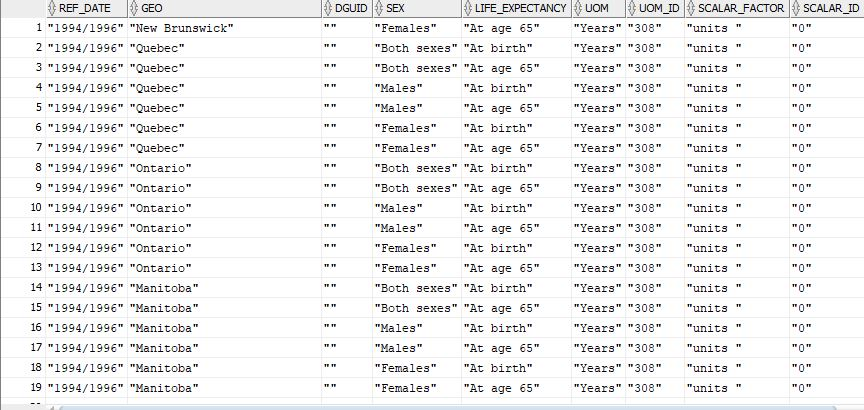 REF_DATE GEO DGUID SEX LIFE_EXPECTANCY UOM UOM_ID SCALAR_FACTOR SCALAR_ID
1 "1994/1996" "New Brunswick" "" "Females" "At age 65" "Years" "308" "units " "0"
2 "1994/1996" "Quebec" "" "Both sexes" "At birth" "Years" "308" "units " "0"
3 "1994/1996" "Quebec" "" "Both sexes" "At age 65" "Years" "308" "units " "0"
4 "1994/1996" "Quebec" "" "Males" "At birth" "Years" "308" "units " "0"
5 "1994/1996" "Quebec" "" "Males" "At age 65" "Years" "308" "units " "0"
6 "1994/1996" "Quebec" "" "Females" "At birth" "Years" "308" "units " "0"
7 "1994/1996" "Quebec" "" "Females" "At age 65" "Years" "308" "units " "0"
8 "1994/1996" "Ontario" "" "Both sexes" "At birth" "Years" "308" "units " "0"
9 "1994/1996" "Ontario" "" "Both sexes" "At age 65" "Years" "308" "units " "0"
10 "1994/1996" "Ontario" "" "Males" "At birth" "Years" "308" "units " "0"
11 "1994/1996" "Ontario" "" "Males" "At age 65" "Years" "308" "units " "0"
12 "1994/1996" "Ontario" "" "Females" "At birth" "Years" "308" "units " "0"
13 "1994/1996" "Ontario" "" "Females" "At age 65" "Years" "308" "units " "0"
14 "1994/1996" "Manitoba" "" "Both sexes" "At birth" "Years" "308" "units " "0"
15 "1994/1996" "Manitoba" "" "Both sexes" "At age 65" "Years" "308" "units " "0"
16 "1994/1996" "Manitoba" "" "Males" "At birth" "Years" "308" "units " "0"
17 "1994/1996" "Manitoba" "" "Males" "At age 65" "Years" "308" "units " "0"
18 "1994/1996" "Manitoba" "" "Females" "At birth" "Years" "308" "units " "0"
19 "1994/1996" "Manitoba" "" "Females" "At age 65" "Years" "308" "units " "0"